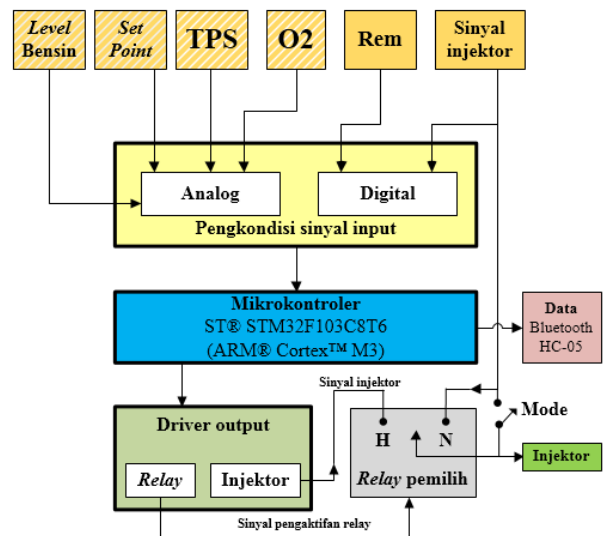 Level
Bensin
Set
Point
TPS
O2
Rem
Sinyal
injektor
Analog
Digital
Pengkondisi sinyal input
Mikrokontroler
ST® STM32F103C8T6
(ARM® Cortex™ M3)
Data
Bluetooth
HC-05
Sinyal injektor
Mode
Driver output
H
N
Relay
Injektor
Relay pemilih
Injektor
Sinyal pengaktifan relay